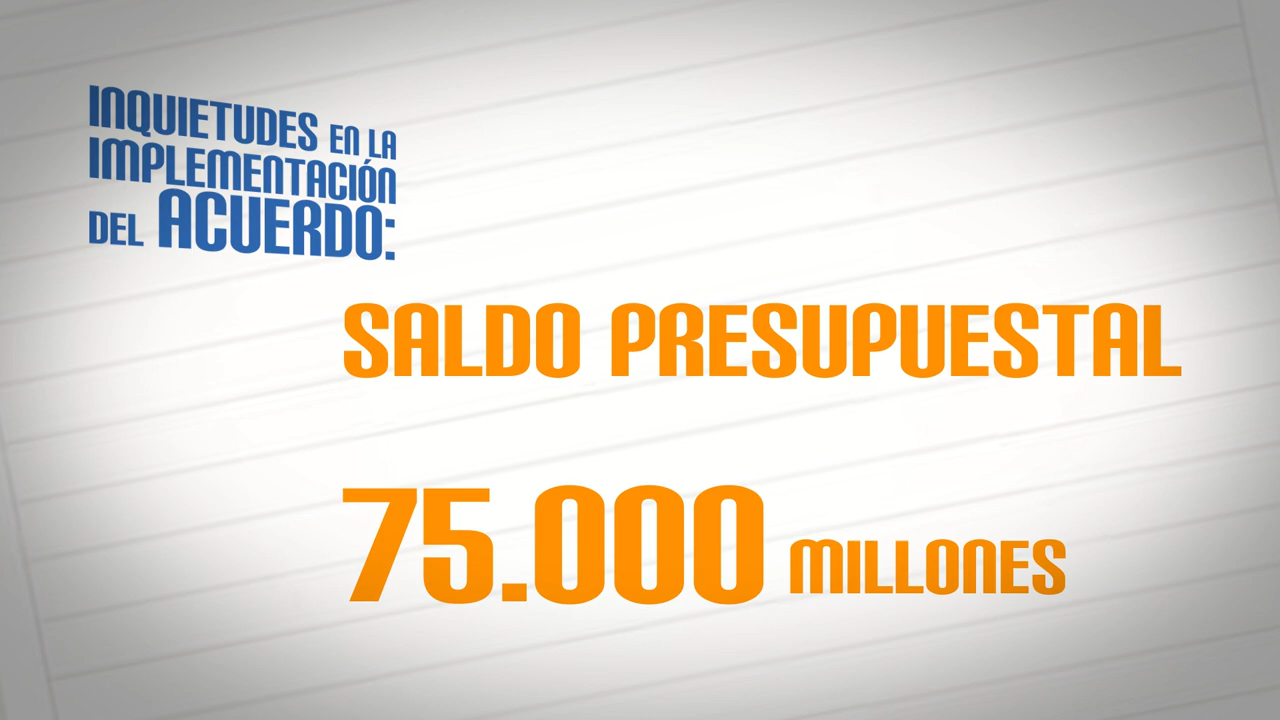 INQUIETUDES EN LA
IMPLEMENTACIÓN
DEL ACUERDO:
SALDO PRESUPUESTAL
75.000 MILLONES